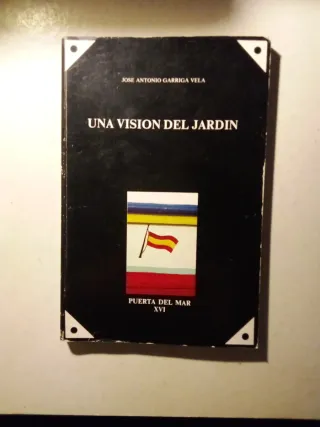 JOSE ANTONIO GARRIGA VELA
UNA VISION DEL JARDIN
PUERTA DEL MAR
XVI